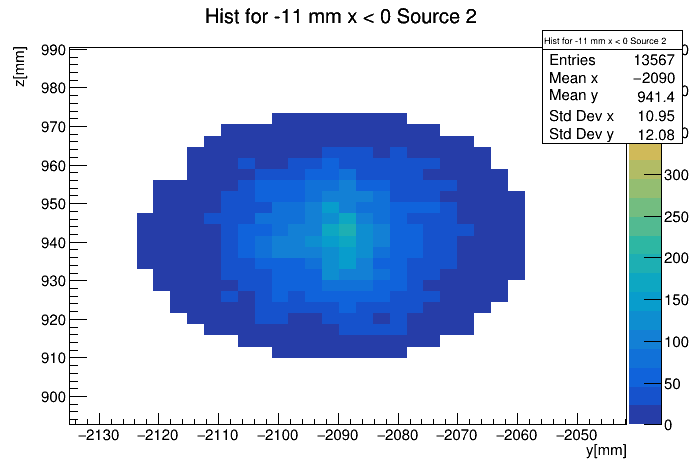 Hist for -11 mm x < 0 Source 2
z[mm]
990
980
970
960
950
940
930
920
910
900
Hist for -11 mm x < 0 Source 2
Entries 13567
Mean x −2090
Mean y 941.4
Std Dev x 10.95
Std Dev y 12.08
300
250
200
150
100
50
0
−2130 −2120 −2110 −2100 −2090 −2080 −2070 −2060 −2050
y[mm]